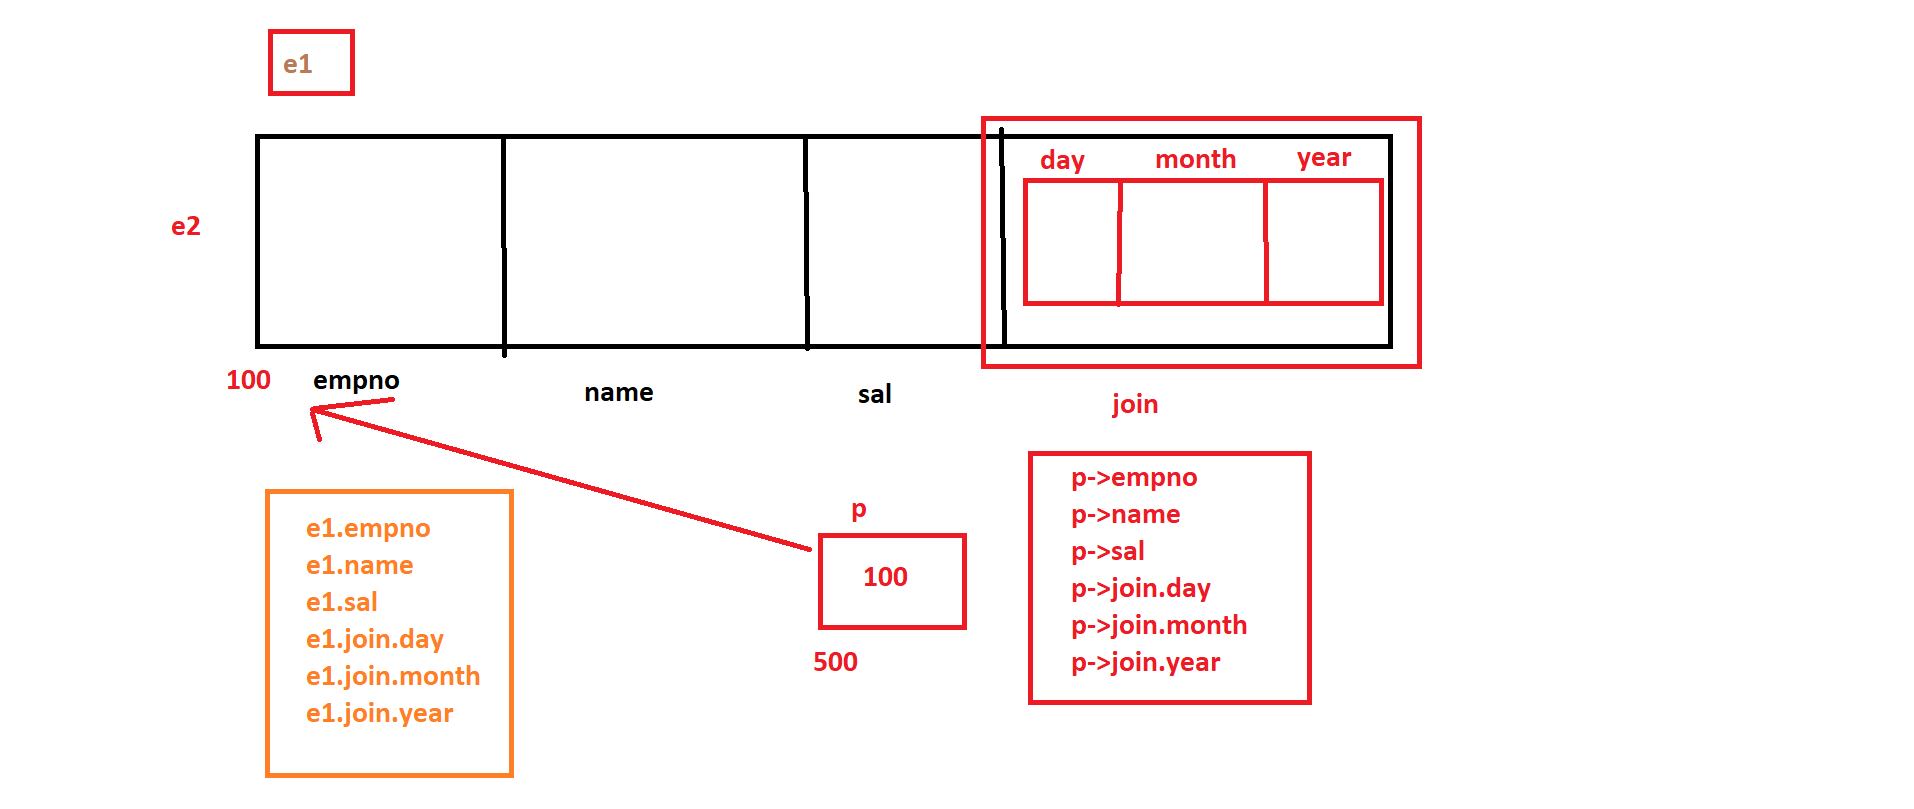 e1
day month year
e2
100 empno name sal join
p
100
500
p->empno
p->name
p->sal
p->join.day
p->join.month
p->join.year
e1.empno
e1.name
e1.sal
e1.join.day
e1.join.month
e1.join.year